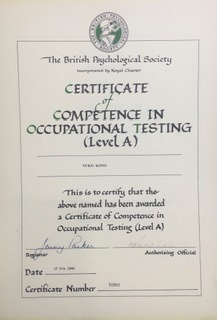 The British Psychological Society
Incorporated by Royal Charter
CERTIFICATE
of
COMPETENCE IN
OCCUPATIONAL TESTING
(Level A)
This is to certify that the
above named has been awarded
a Certificate of Competence in
Occupational Testing (Level A)
Jenny Parker
Registrar
Authorising Official
Date
Certificate Number